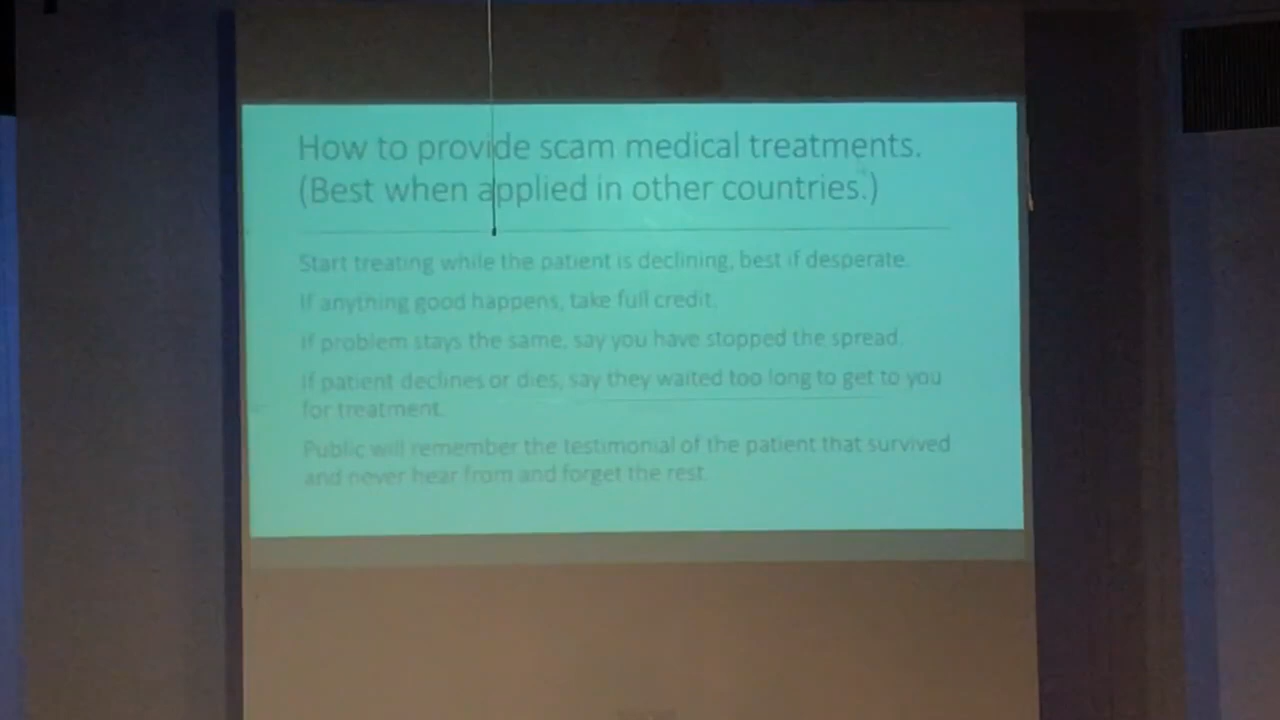 How to provide scam medical treatments.
(Best when applied in other countries.)
Start treating while the patient is declining, best if desperate.
If anything good happens, take full credit.
If problem stays the same, say you have stopped the spread.
If patient declines or dies, say they waited too long to get to you
for treatment.
Public will remember the testimonial of the patient that survived
and never hear from and forget the rest.